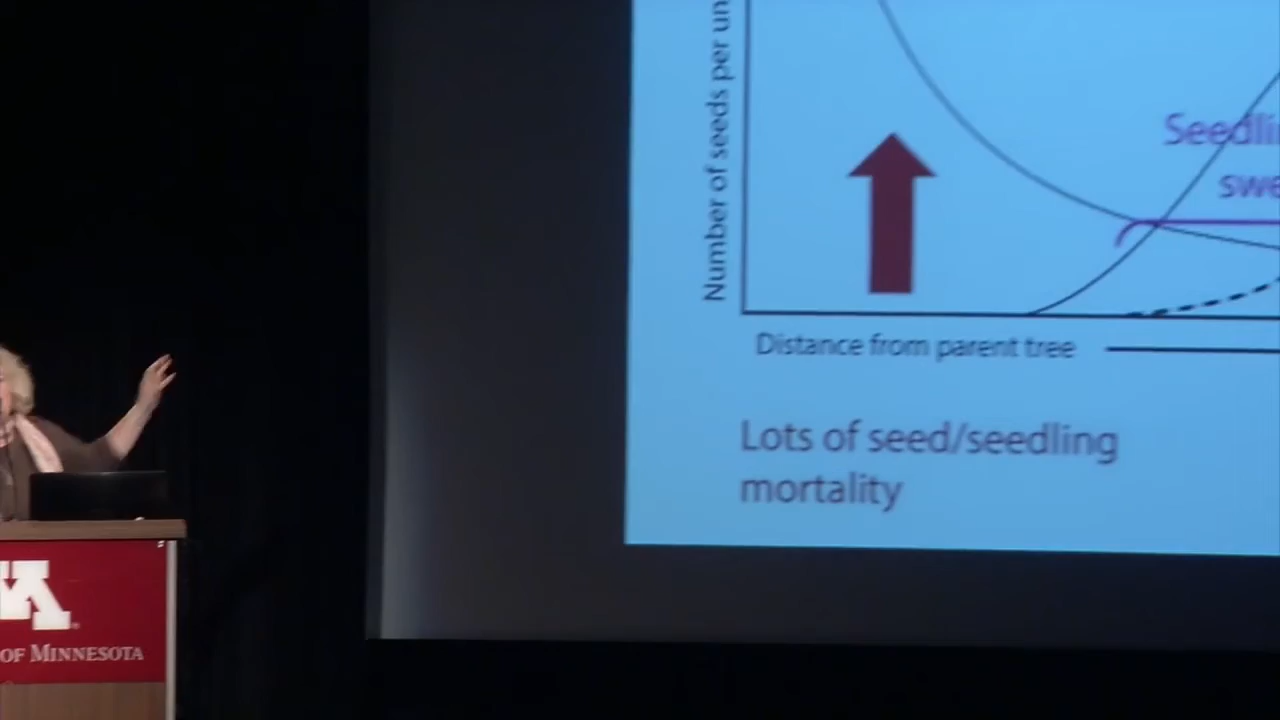 Number of seeds per un
Seedli
swe
Distance from parent tree
Lots of seed/seedling
mortality
M
OF MINNESOTA